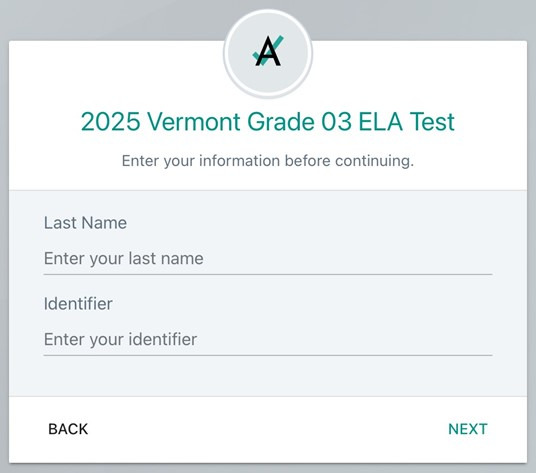 2025 Vermont Grade 03 ELA Test
Enter your information before continuing.
Last Name
Enter your last name
Identifier
Enter your identifier
BACK
NEXT